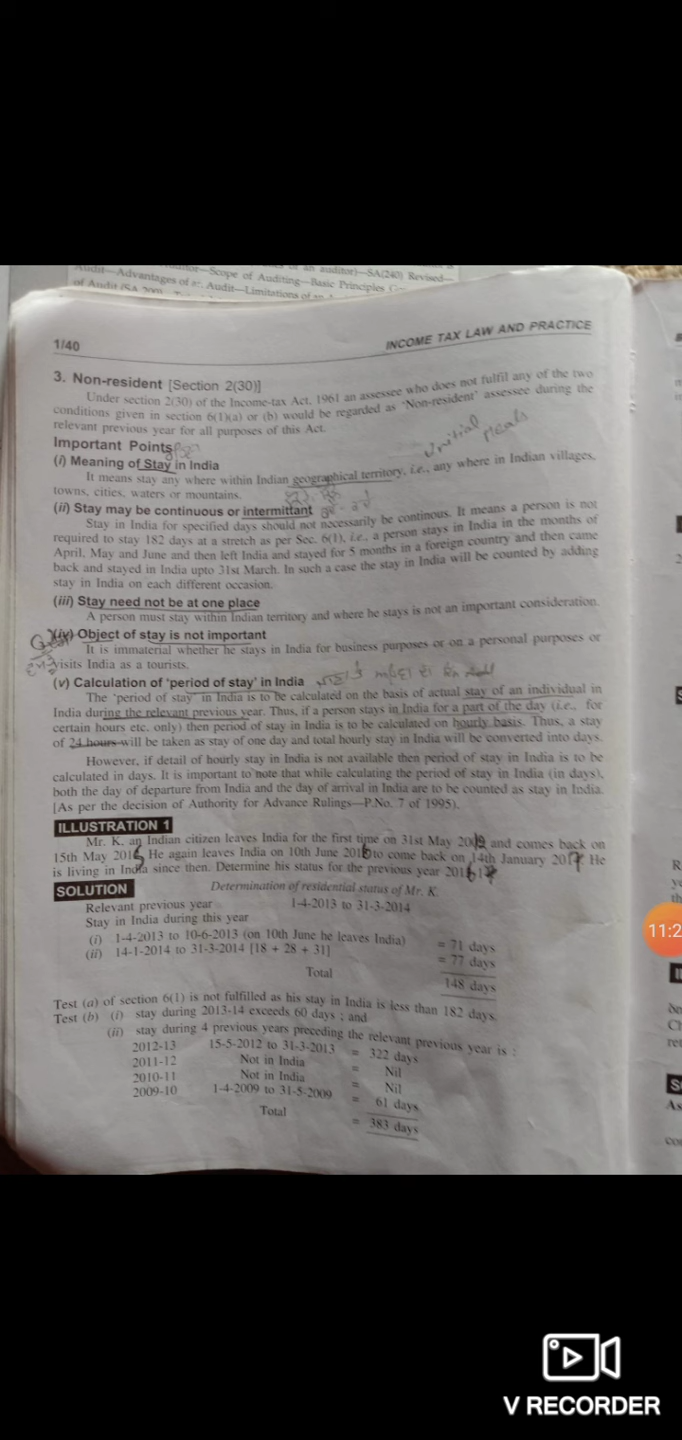 Audit—Advantages of a
Scope of Auditing—Basic Principles
Audit—Limitations of an
1/40
INCOME TAX LAW AND PRACTICE
3. Non-resident [Section 2(30)]
Under section 2(30) of the Income-tax Act, 1961 an assessee who does not fulfil any of the two
conditions given in section 6(1)(a) or (b) would be regarded as 'Non-resident' assessee during the
relevant previous year for all purposes of this Act.
Important Points
(i) Meaning of Stay in India
It means stay any where within Indian geographical territory, i.e., any where in Indian villages,
towns, cities, waters or mountains.
(ii) Stay may be continuous or intermittant
Stay in India for specified days should not necessarily be continous. It means a person is not
required to stay 182 days at a stretch as per Sec. 6(1), i.e., a person stays in India in the months of
April, May and June and then left India and stayed for 5 months in a foreign country and then came
back and stayed in India upto 31st March. In such a case the stay in India will be counted by adding
stay in India on each different occasion.
(iii) Stay need not be at one place
A person must stay within Indian territory and where he stays is not an important consideration.
(iv) Object of stay is not important
It is immaterial whether he stays in India for business purposes or on a personal purposes or
visits India as a tourists.
(v) Calculation of 'period of stay' in India
The 'period of stay' in India is to be calculated on the basis of actual stay of an individual in
India during the relevant previous year. Thus, if a person stays in India for a part of the day (i.e., for
certain hours etc. only) then period of stay in India is to be calculated on hourly basis. Thus, a stay
of 24 hours will be taken as stay of one day and total hourly stay in India will be converted into days.
However, if detail of hourly stay in India is not available then period of stay in India is to be
calculated in days. It is important to note that while calculating the period of stay in India (in days),
both the day of departure from India and the day of arrival in India are to be counted as stay in India.
[As per the decision of Authority for Advance Rulings—P.No. 7 of 1995).
ILLUSTRATION 1
Mr. K. an Indian citizen leaves India for the first time on 31st May and comes back on
15th May He again leaves India on 10th June to come back on 14th January 2017 He
is living in India since then. Determine his status for the previous year
SOLUTION
Determination of residential status of Mr. K.
Relevant previous year 1-4-2013 to 31-3-2014
Stay in India during this year
(i) 1-4-2013 to 10-6-2013 (on 10th June he leaves India) = 71 days
(ii) 14-1-2014 to 31-3-2014 [18 + 28 + 31] = 77 days
Total 148 days
Test (a) of section 6(1) is not fulfilled as his stay in India is less than 182 days.
Test (b) (i) stay during 2013-14 exceeds 60 days ; and
(ii) stay during 4 previous years preceding the relevant previous year is :
2012-13 15-5-2012 to 31-3-2013 = 322 days
2011-12 Not in India = Nil
2010-11 Not in India = Nil
2009-10 1-4-2009 to 31-5-2009 = 61 days
Total = 383 days
11:2
V RECORDER